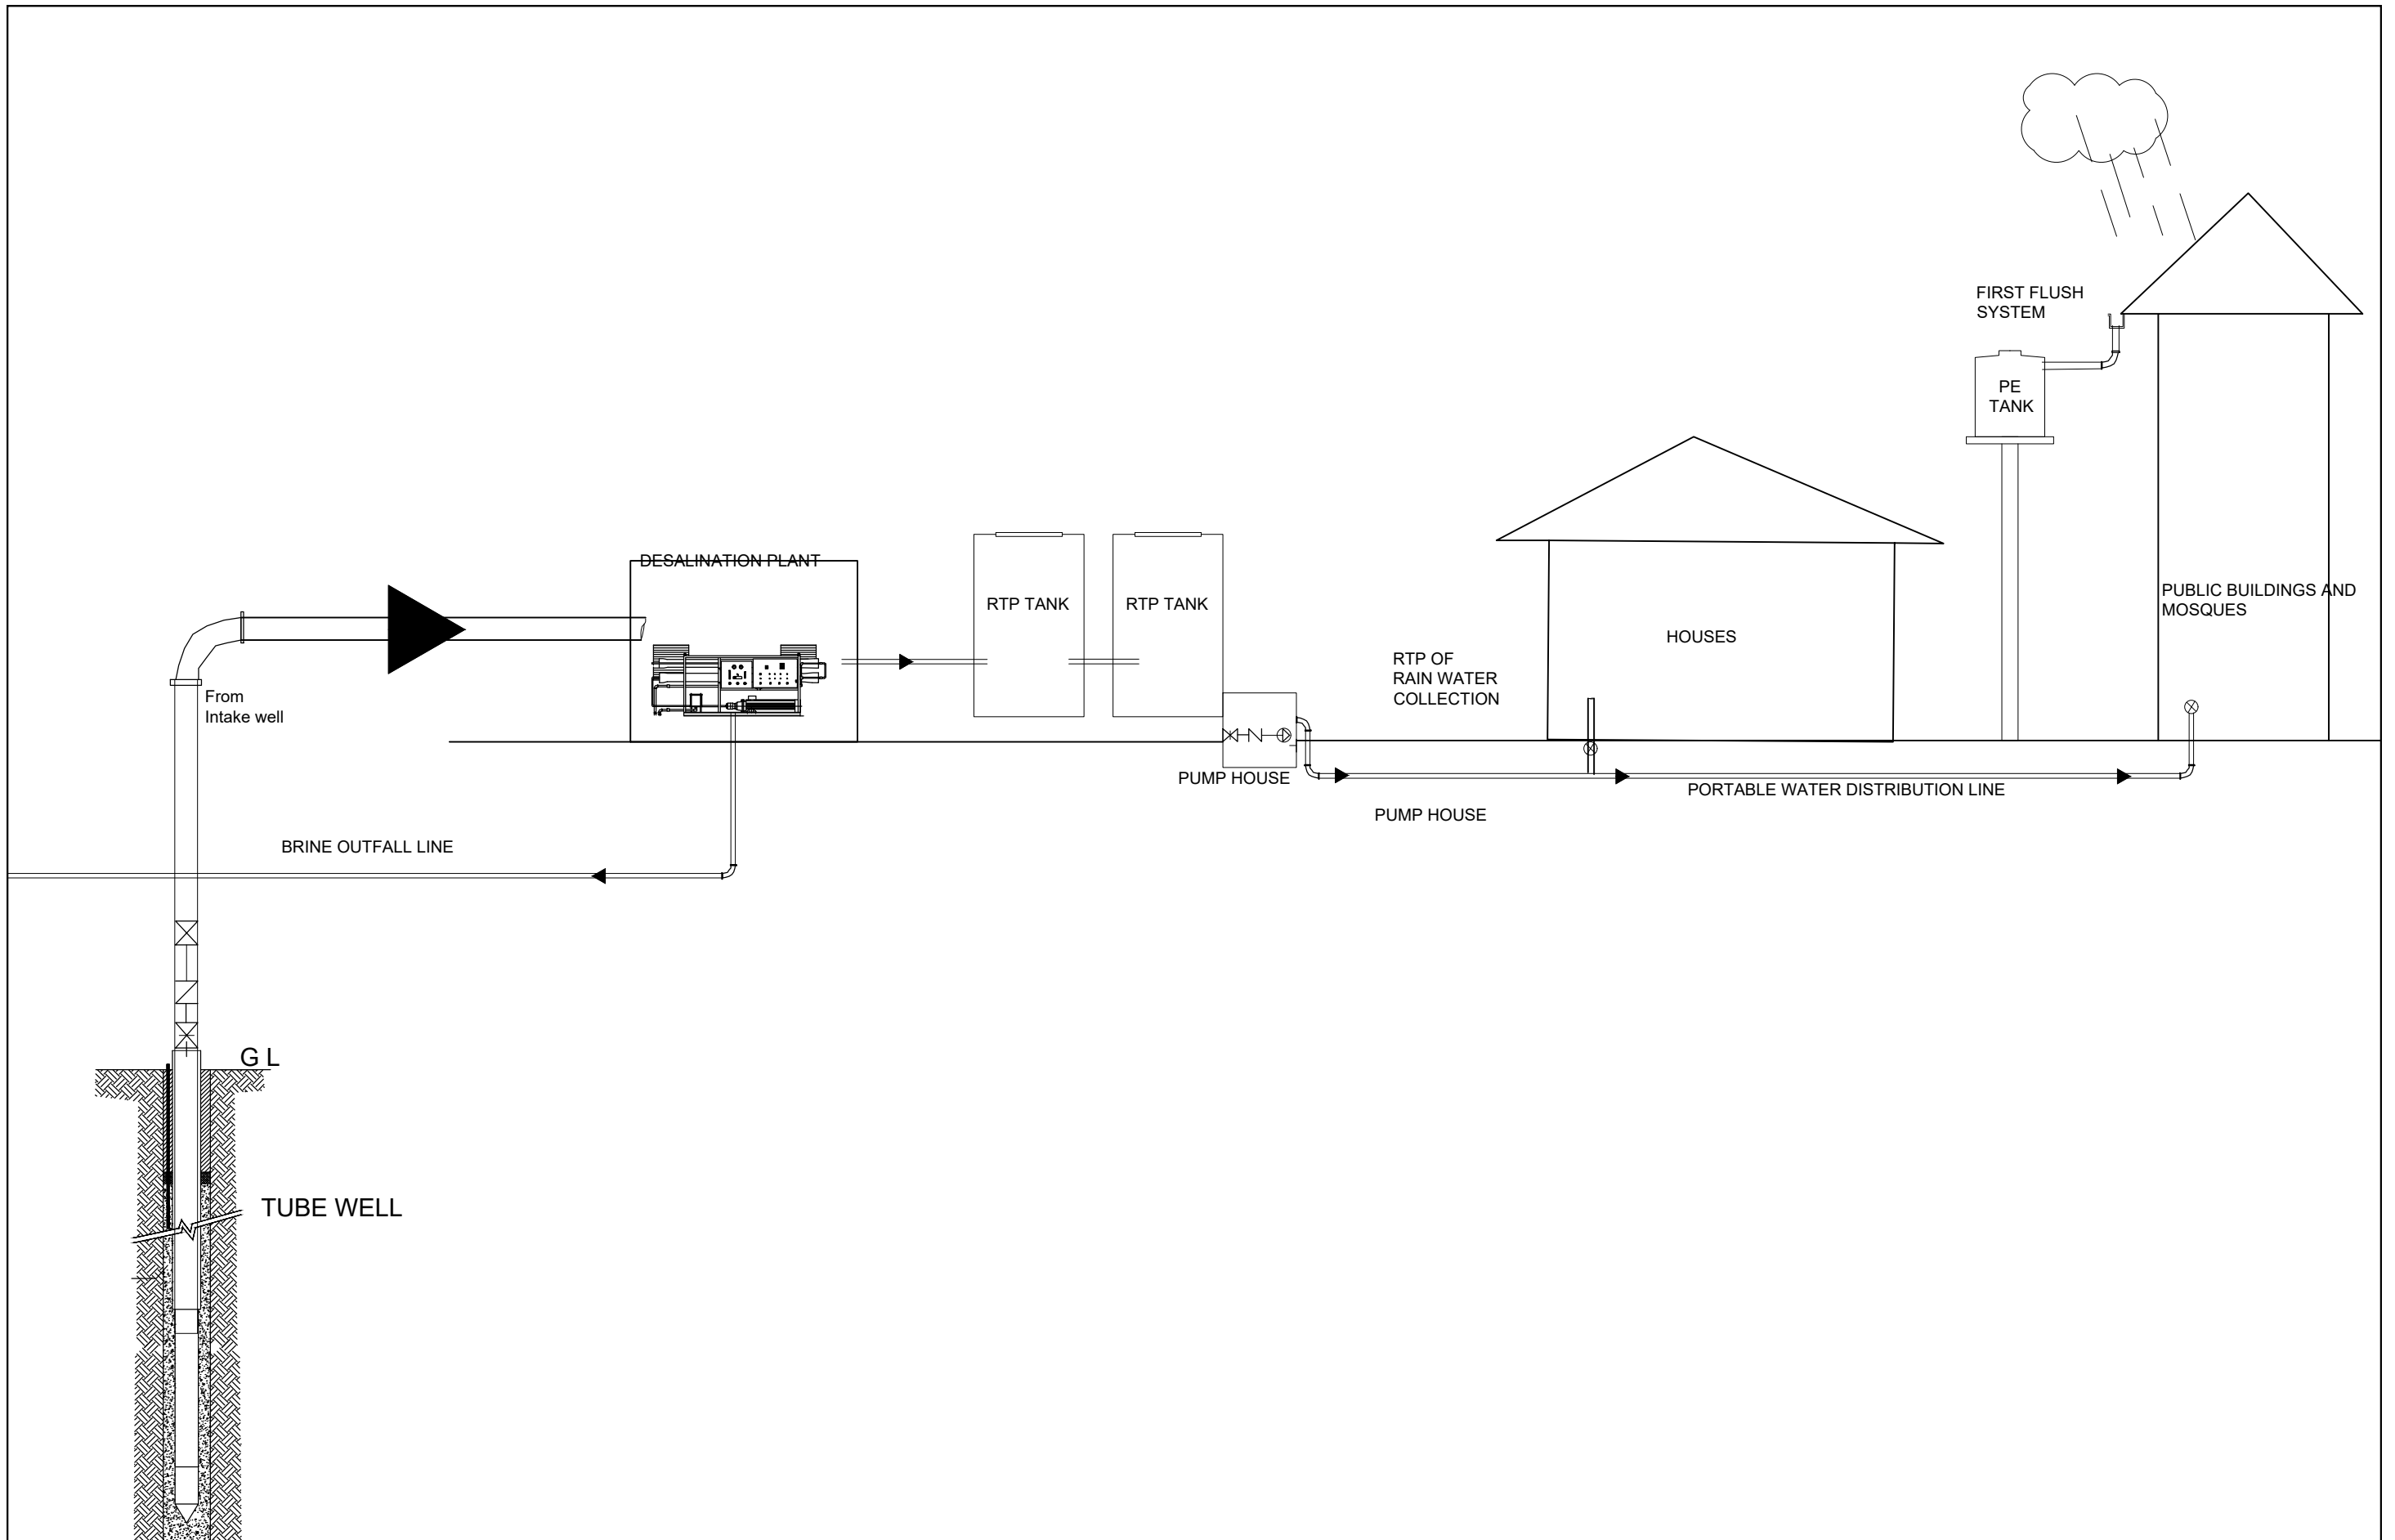 FIRST FLUSH
SYSTEM
PE
TANK
DESALINATION PLANT
RTP TANK
RTP TANK
PUBLIC BUILDINGS AND
MOSQUES
HOUSES
RTP OF
RAIN WATER
COLLECTION
From
Intake well
PUMP HOUSE
PORTABLE WATER DISTRIBUTION LINE
PUMP HOUSE
BRINE OUTFALL LINE
G L
TUBE WELL